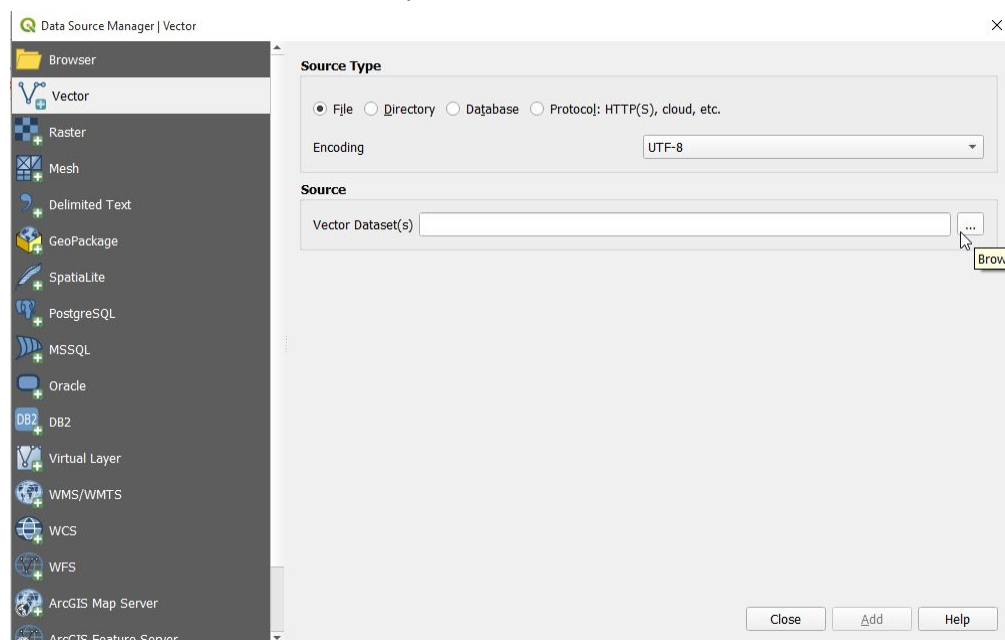 Data Source Manager | Vector
Browser
Vector
Raster
Mesh
Delimited Text
GeoPackage
SpatiaLite
PostgreSQL
MSSQL
Oracle
DB2
DB2
Virtual Layer
WMS/WMTS
WCS
WFS
ArcGIS Map Server
ArcGIS Feature Server
Source Type
File Directory Database Protocol: HTTP(S), cloud, etc.
Encoding UTF-8
Source
Vector Dataset(s) ...
Brow
Close Add Help